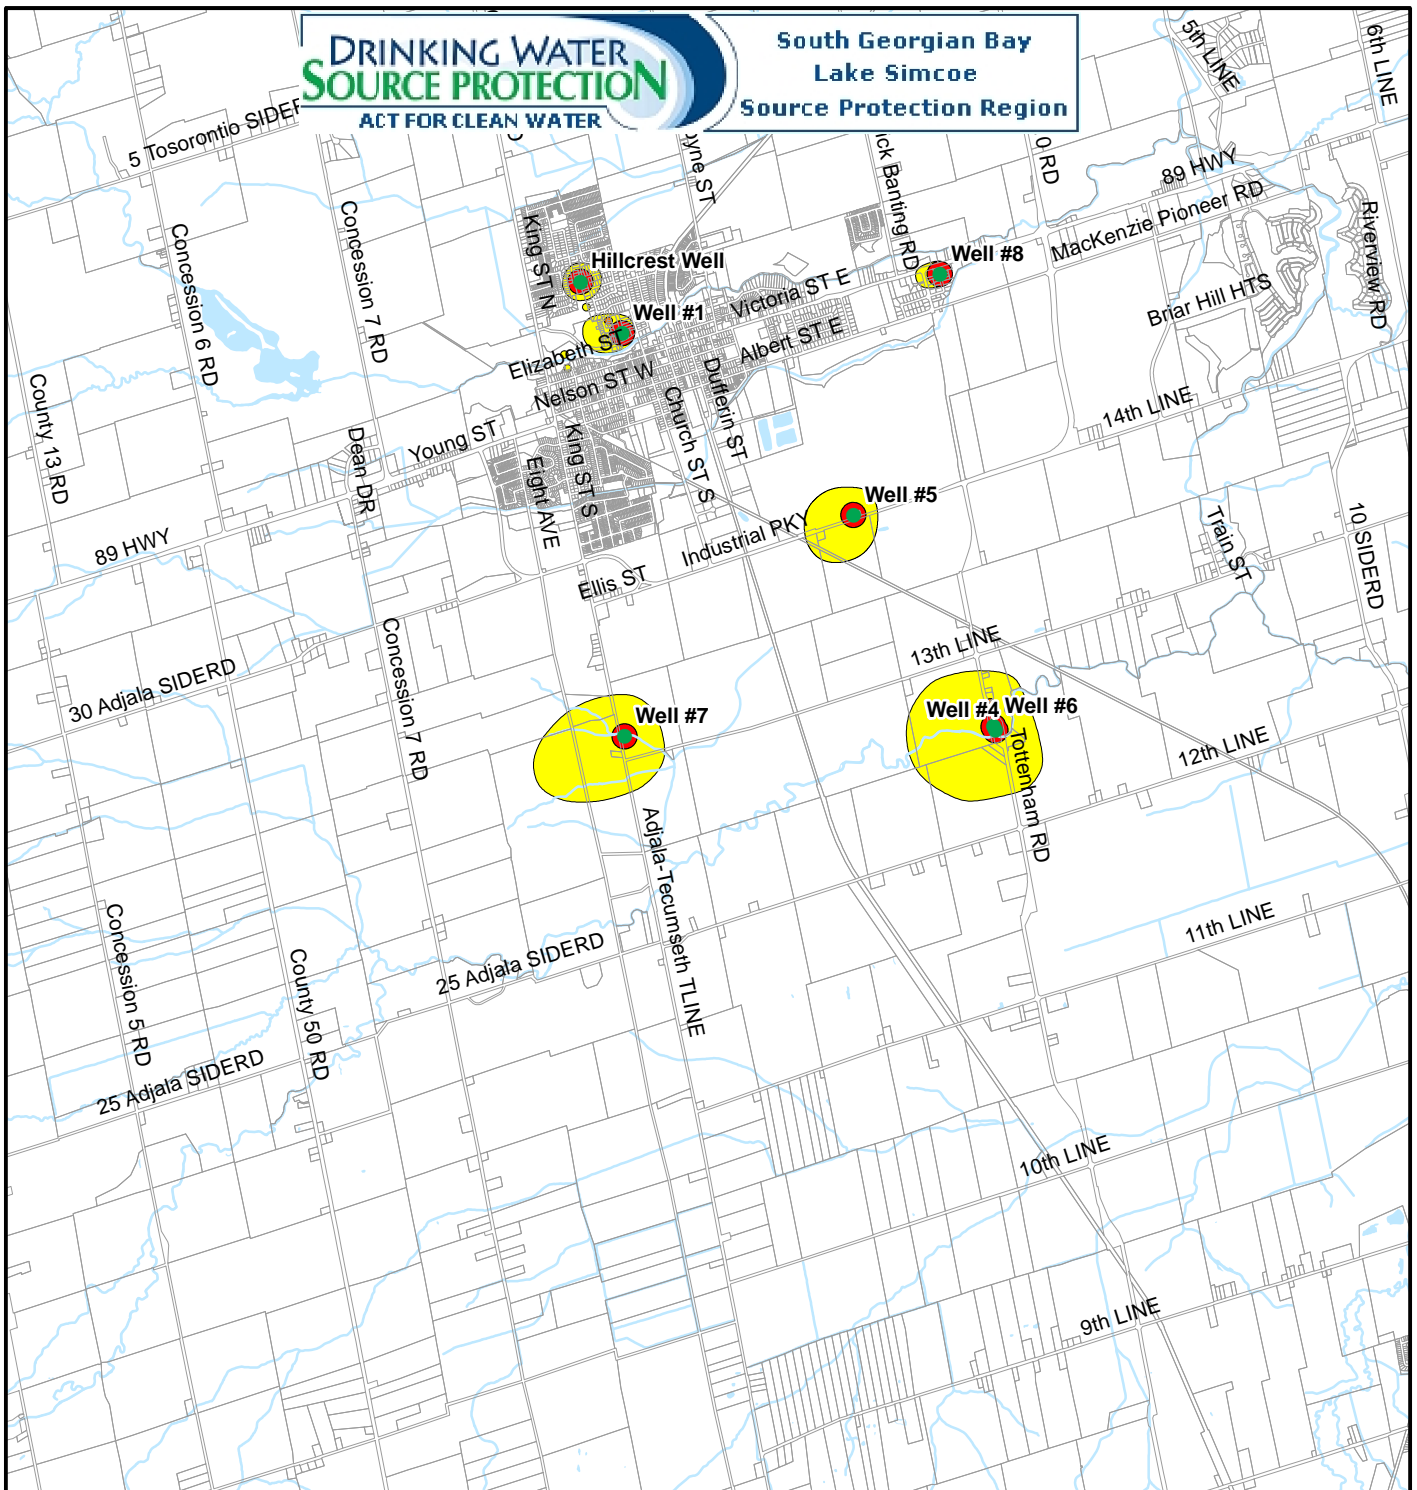 DRINKING WATER
SOURCE PROTECTION
ACT FOR CLEAN WATER
South Georgian Bay
Lake Simcoe
Source Protection Region
5th LINE
6th LINE
5 Tosorontio SIDER
89 HWY
MacKenzie Pioneer RD
Riverview RD
Briar Hill HTS
Concession 6 RD
Concession 7 RD
King ST N
Hillcrest Well
Banting RD
Well #8
Victoria ST E
Well #1
Elizabeth ST
Albert ST E
Nelson ST W
Dufferin ST
Church ST S
County 13 RD
Dean DR
Young ST
14th LINE
King ST S
Eight AVE
Well #5
Industrial PKY
Train ST
10 SIDERD
89 HWY
Ellis ST
13th LINE
30 Adjala SIDERD
Concession 7 RD
Well #7
Well #4
Well #6
Tottenham RD
12th LINE
Adjala-Tecumseth TLINE
11th LINE
25 Adjala SIDERD
Concession 5 RD
County 50 RD
25 Adjala SIDERD
10th LINE
9th LINE